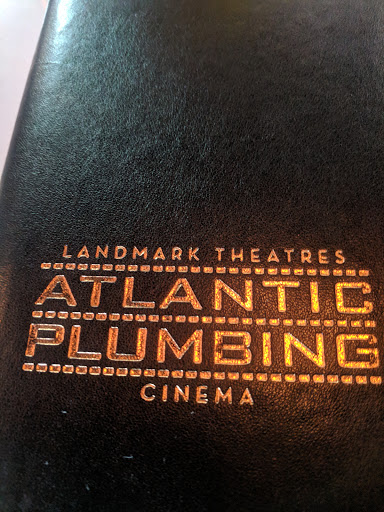 LANDMARK THEATRES
ATLANTIC
PLUMBING
CINEMA